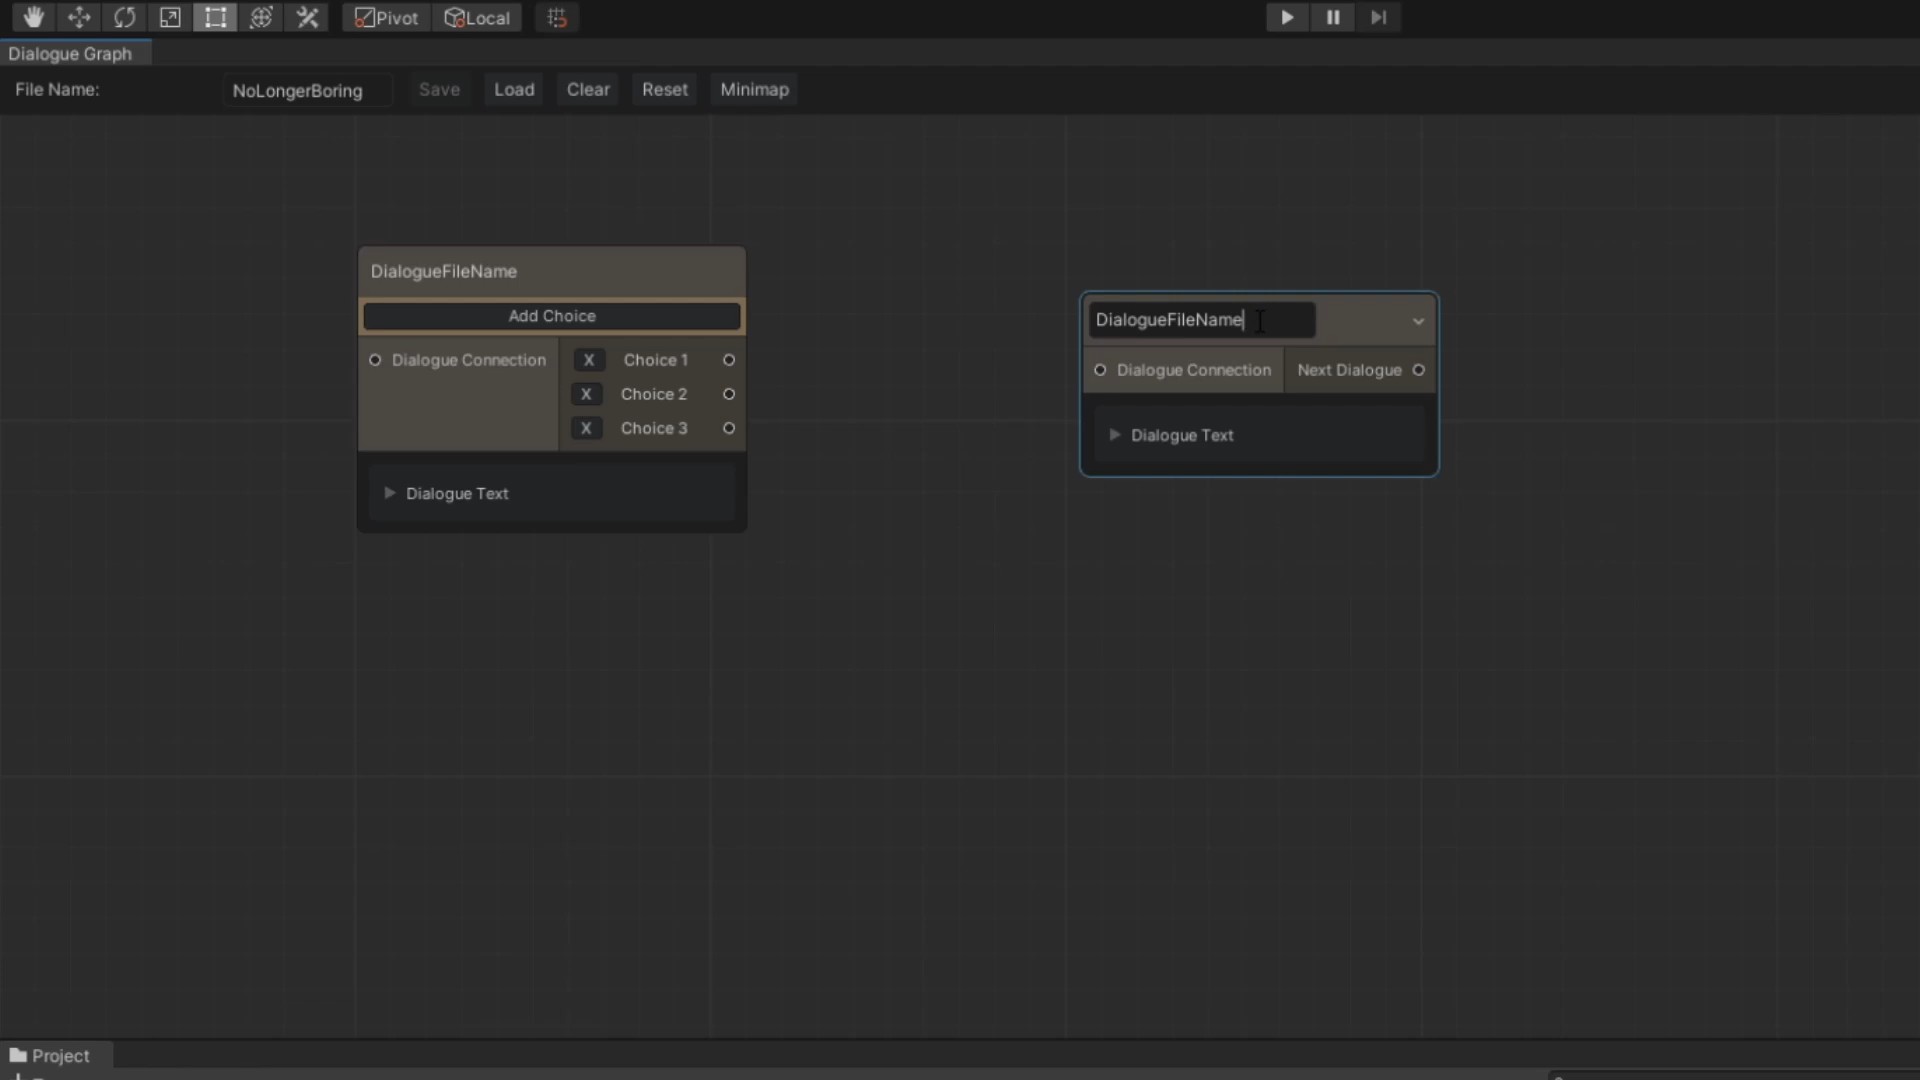 Pivot Local
Dialogue Graph
File Name: NoLongerBoring Save Load Clear Reset Minimap
DialogueFileName
Add Choice
Dialogue Connection X Choice 1
X Choice 2
X Choice 3
Dialogue Text
DialogueFileName
Dialogue Connection Next Dialogue
Dialogue Text
Project